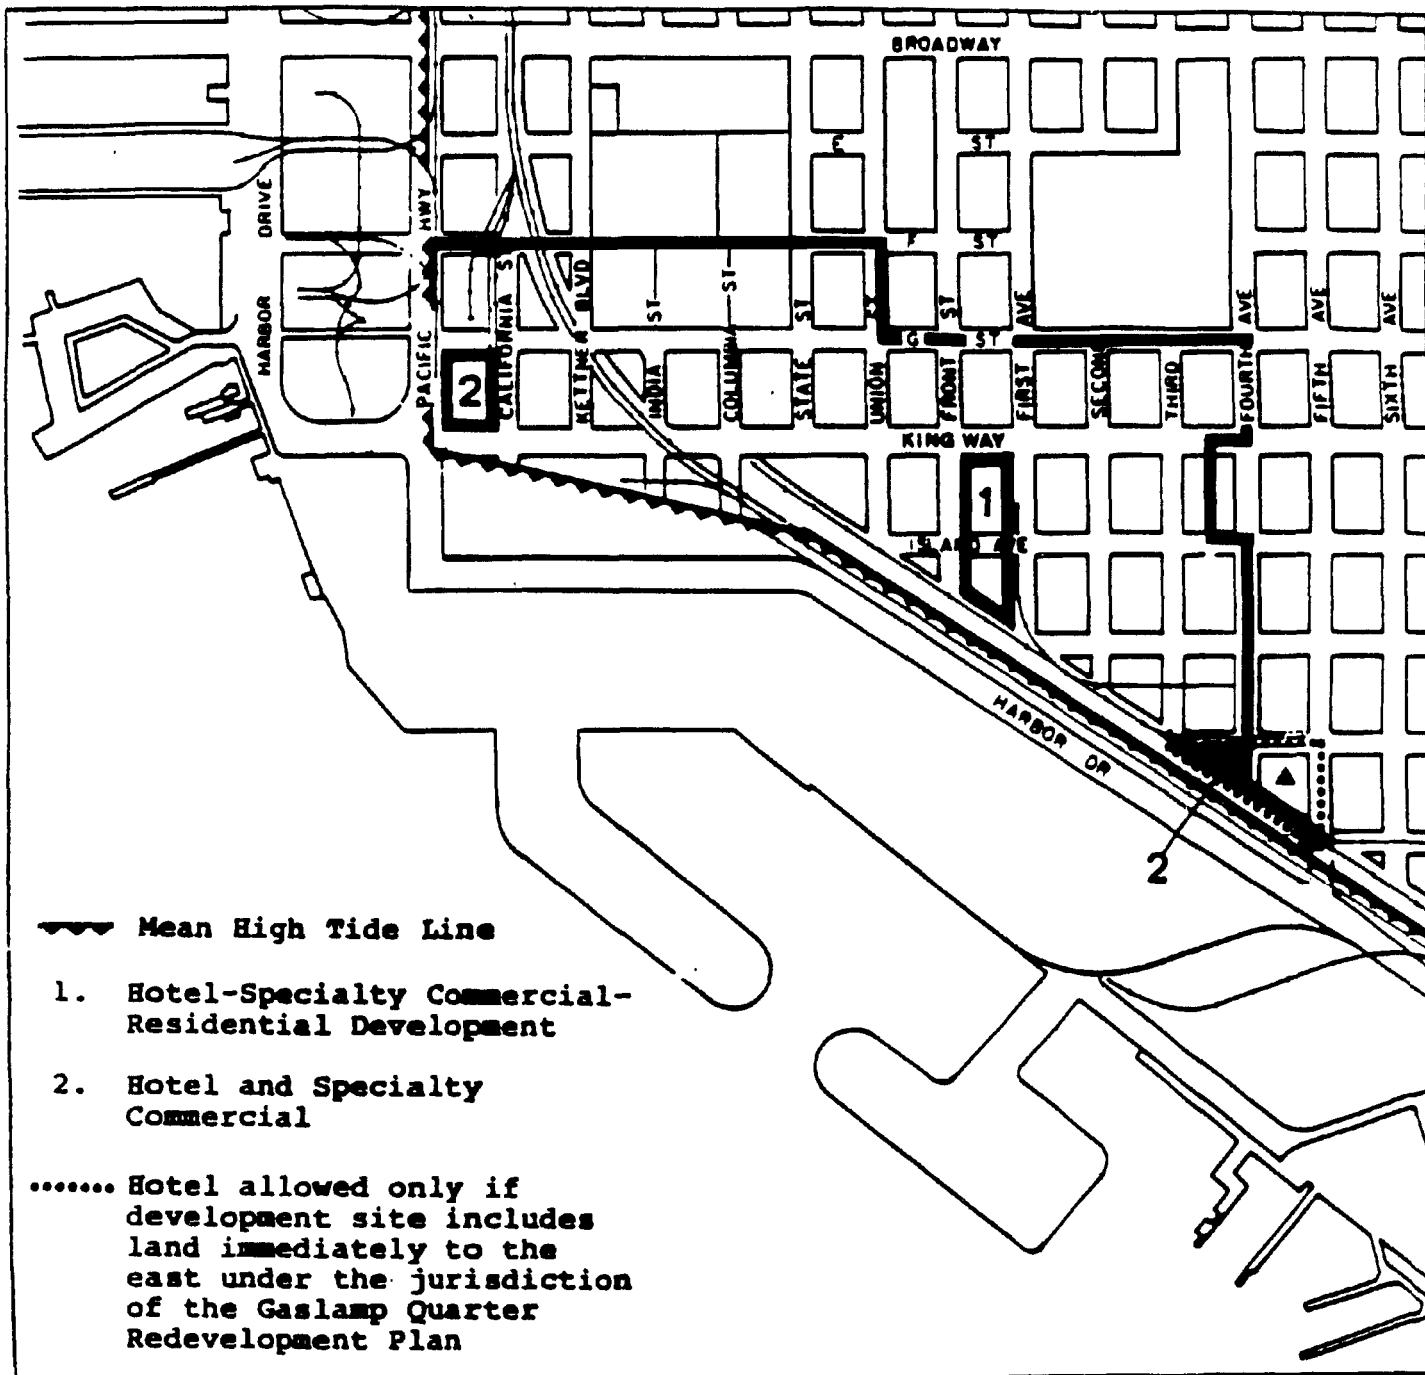 BROADWAY
E ST
F ST
HARBOR DRIVE
PACIFIC HWY
CALIFORNIA S
KETTNER BLVD
INDIA ST
COLUMBIA ST
STATE ST
UNION ST
FRONT ST
FIRST AVE
SECOND
THIRD
FOURTH AVE
FIFTH AVE
SIXTH AVE
G ST
2
KING WAY
1
ISLAND AVE
HARBOR DR
2
Mean High Tide Line
1. Hotel-Specialty Commercial-
Residential Development
2. Hotel and Specialty
Commercial
Hotel allowed only if
development site includes
land immediately to the
east under the jurisdiction
of the Gaslamp Quarter
Redevelopment Plan